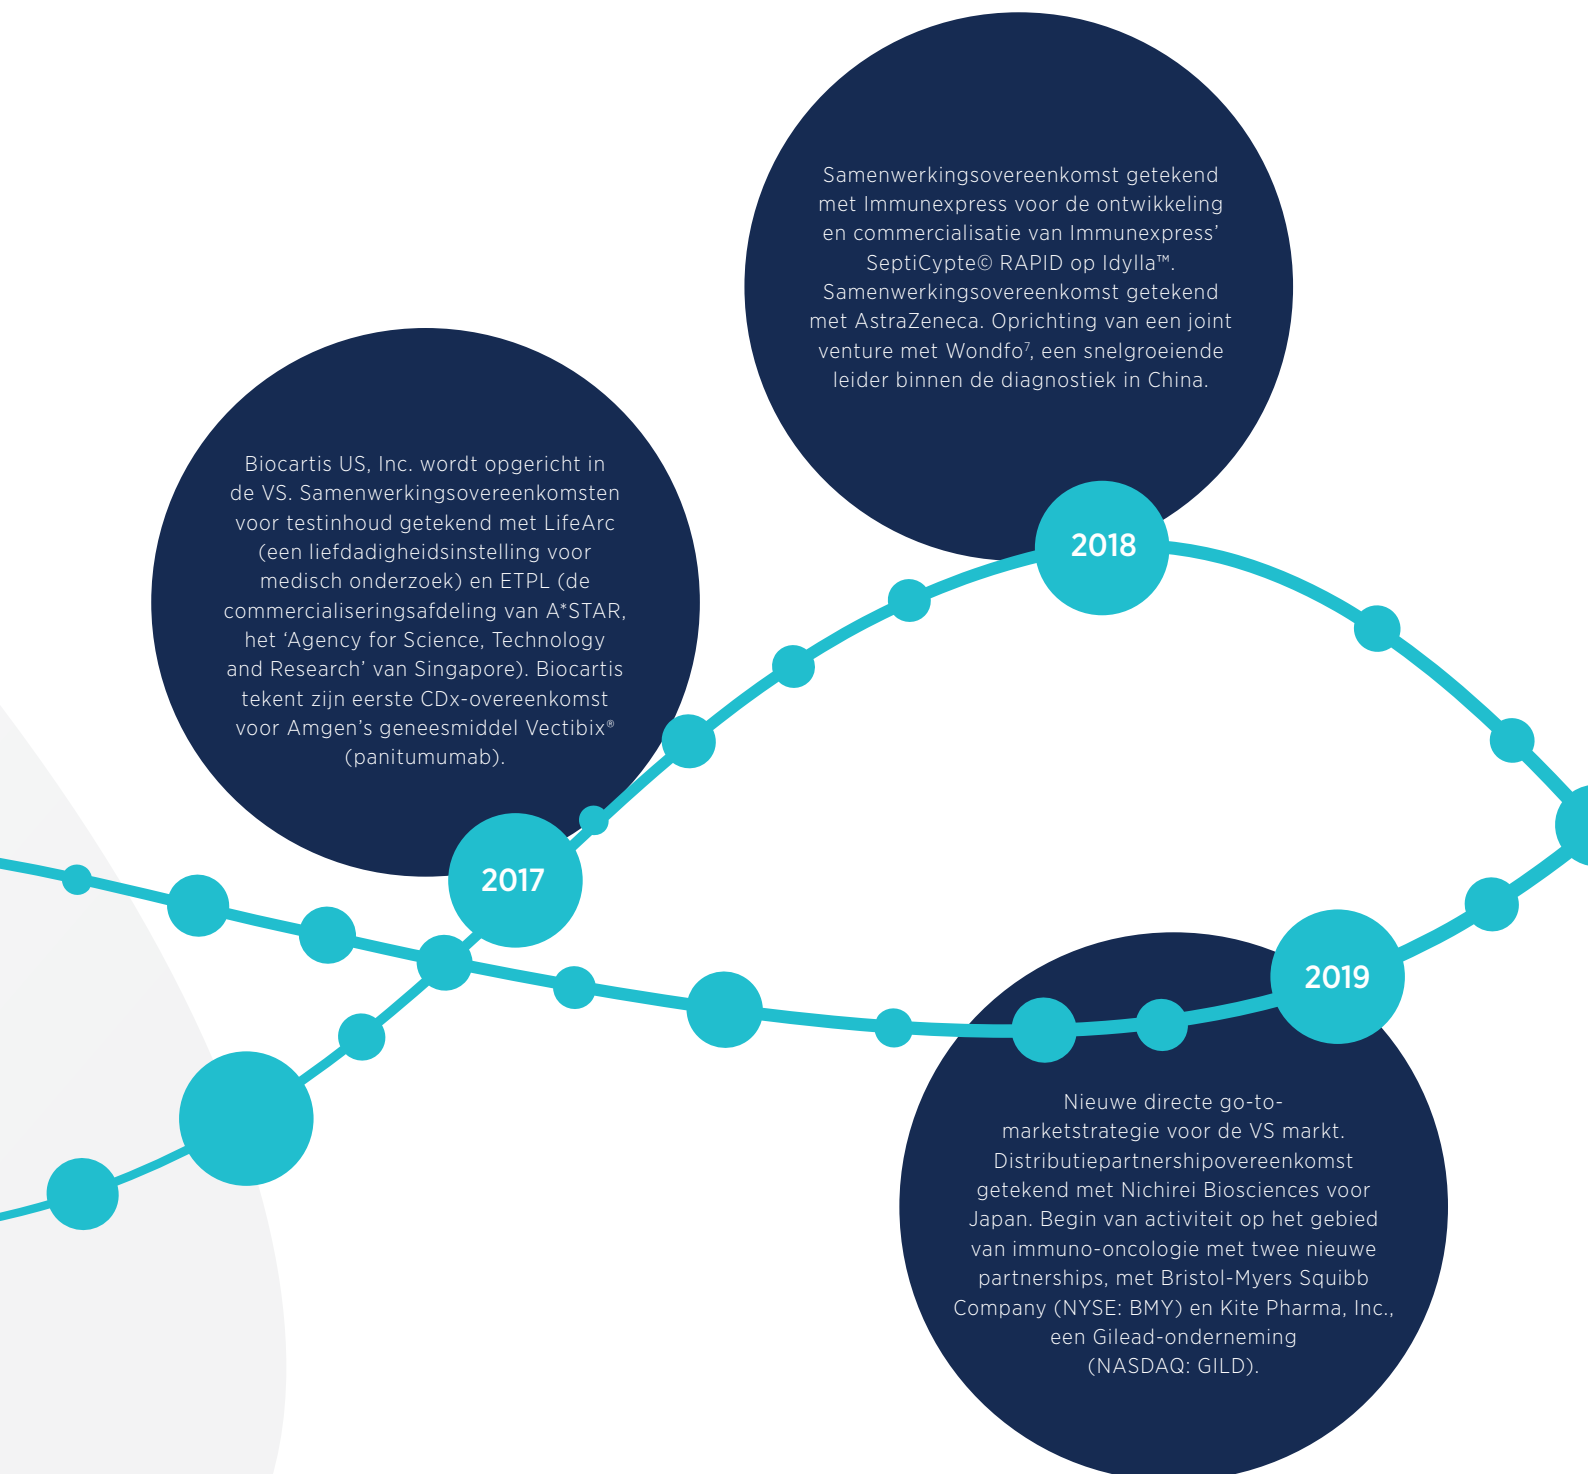 Samenwerkingsovereenkomst getekend
met Immunexpress voor de ontwikkeling
en commercialisatie van Immunexpress’
SeptiCypte© RAPID op Idylla™.
Samenwerkingsovereenkomst getekend
met AstraZeneca. Oprichting van een joint
venture met Wondfo⁷, een snelgroeiende
leider binnen de diagnostiek in China.
2018
Biocartis US, Inc. wordt opgericht in
de VS. Samenwerkingsovereenkomsten
voor testinhoud getekend met LifeArc
(een liefdadigheidsinstelling voor
medisch onderzoek) en ETPL (de
commercialiseringsafdeling van A*STAR,
het ‘Agency for Science, Technology
and Research’ van Singapore). Biocartis
tekent zijn eerste CDx-overeenkomst
voor Amgen’s geneesmiddel Vectibix®
(panitumumab).
2017
2019
Nieuwe directe go-to-
marketstrategie voor de VS markt.
Distributiepartnershipovereenkomst
getekend met Nichirei Biosciences voor
Japan. Begin van activiteit op het gebied
van immuno-oncologie met twee nieuwe
partnerships, met Bristol-Myers Squibb
Company (NYSE: BMY) en Kite Pharma, Inc.,
een Gilead-onderneming
(NASDAQ: GILD).